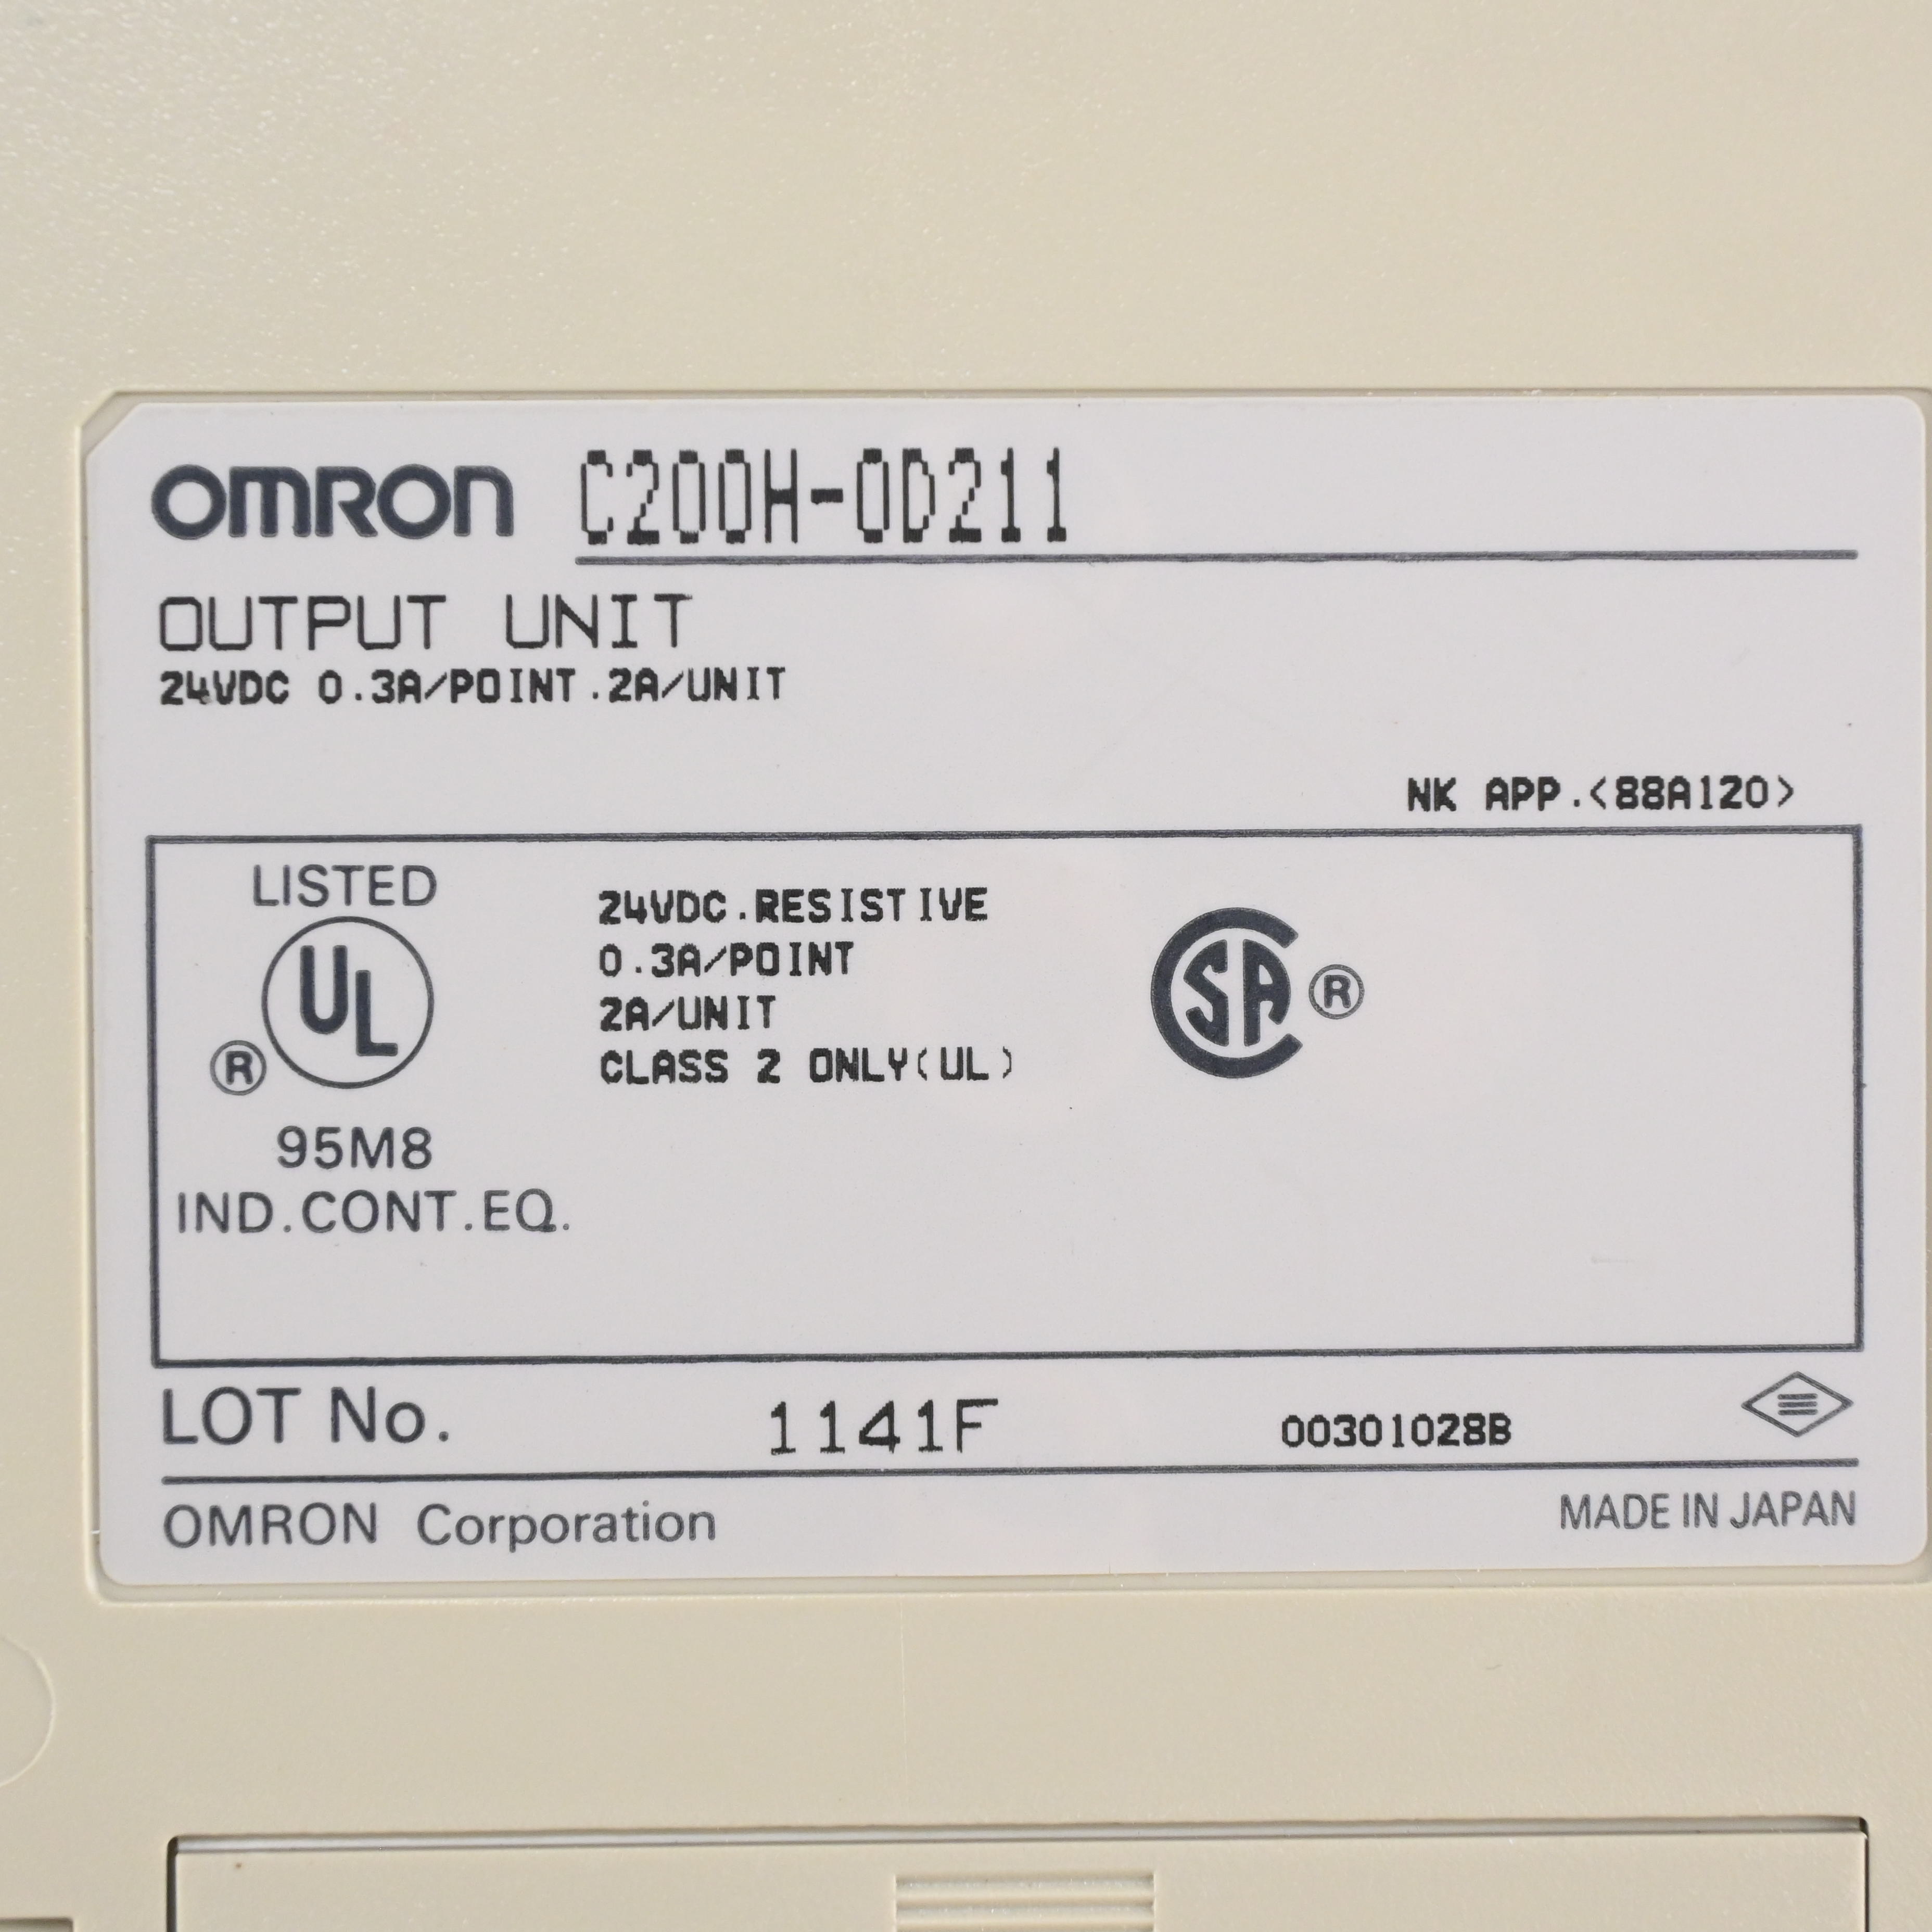 OMRON C200H-OD211
OUTPUT UNIT
24VDC 0.3A/POINT.2A/UNIT
NK APP.<88A120>
LISTED
UL
®
95M8
IND.CONT.EQ.
24VDC.RESISTIVE
0.3A/POINT
2A/UNIT
CLASS 2 ONLY(UL)
CSA ®
LOT No. 1141F 00301028B
OMRON Corporation MADE IN JAPAN